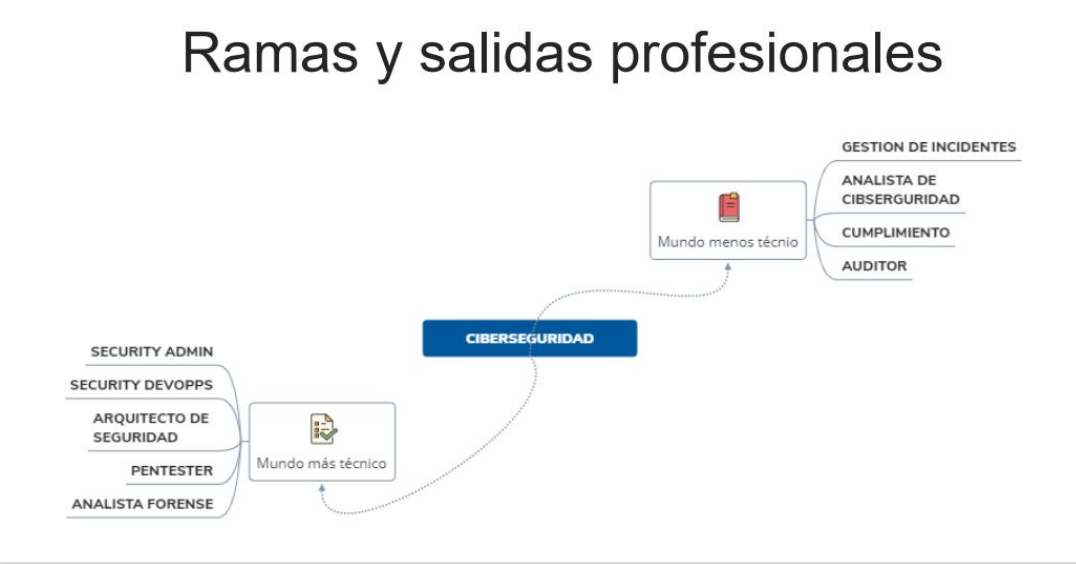 Ramas y salidas profesionales
GESTION DE INCIDENTES
ANALISTA DE
CIBSERGURIDAD
CUMPLIMIENTO
AUDITOR
Mundo menos técnio
CIBERSEGURIDAD
SECURITY ADMIN
SECURITY DEVOPPS
ARQUITECTO DE
SEGURIDAD
PENTESTER
ANALISTA FORENSE
Mundo más técnico